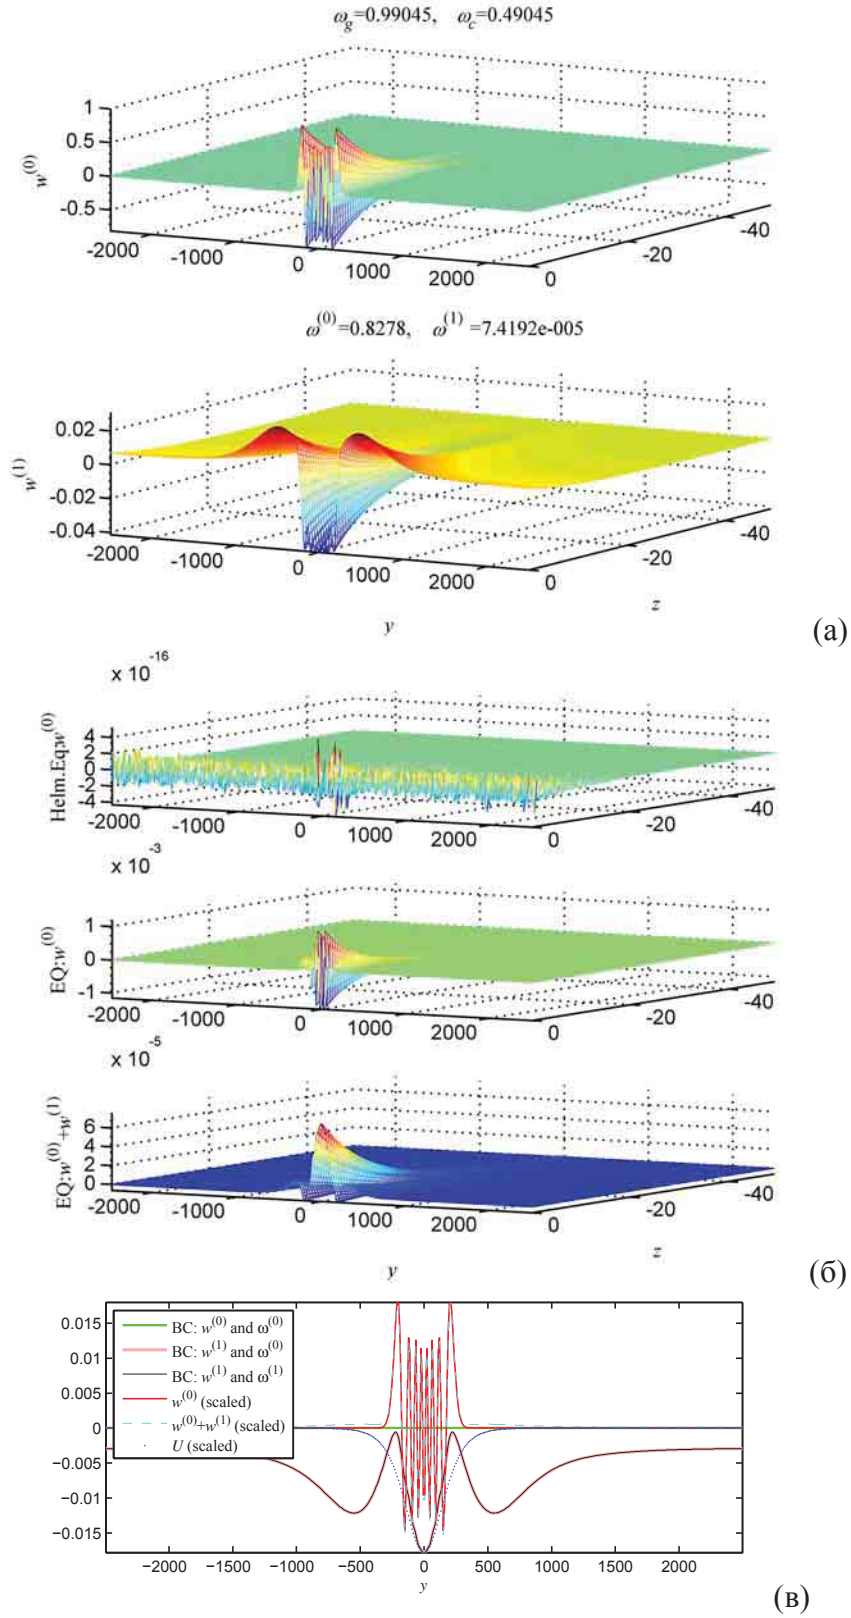 ω_g=0.99045, ω_c=0.49045
1
0.5
0
-0.5
w^(0)
-2000 -1000 0 1000 2000
0 -20 -40
ω^(0)=0.8278, ω^(1)=7.4192e-005
0.02
0
-0.02
-0.04
w^(1)
-2000 -1000 0 1000 2000
0 -20 -40
y
z
(а)
x 10^-16
4
2
0
-2
-4
Helm.Eq:w^(0)
-2000 -1000 0 1000 2000
0 -20 -40
x 10^-3
1
0
-1
EQ:w^(0)
-2000 -1000 0 1000 2000
0 -20 -40
x 10^-5
6
4
2
0
EQ:w^(0)+w^(1)
-2000 -1000 0 1000 2000
0 -20 -40
y
z
(б)
0.015
0.01
0.005
0
-0.005
-0.01
-0.015
BC: w^(0) and ω^(0)
BC: w^(1) and ω^(0)
BC: w^(1) and ω^(1)
w^(0) (scaled)
w^(0)+w^(1) (scaled)
U (scaled)
-2000 -1500 -1000 -500 0 500 1000 1500 2000
y
(в)